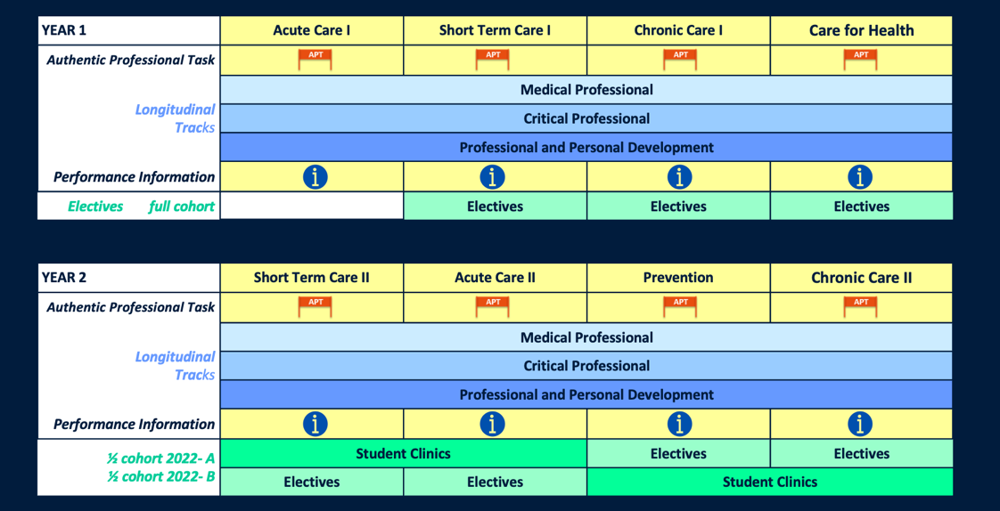 YEAR 1 Acute Care I Short Term Care I Chronic Care I Care for Health
Authentic Professional Task APT APT APT APT
Medical Professional
Longitudinal
Tracks
Critical Professional
Professional and Personal Development
Performance Information i i i i
Electives full cohort Electives Electives Electives
YEAR 2 Short Term Care II Acute Care II Prevention Chronic Care II
Authentic Professional Task APT APT APT APT
Medical Professional
Longitudinal
Tracks
Critical Professional
Professional and Personal Development
Performance Information i i i i
½ cohort 2022- A Student Clinics Electives Electives
½ cohort 2022- B Electives Electives Student Clinics